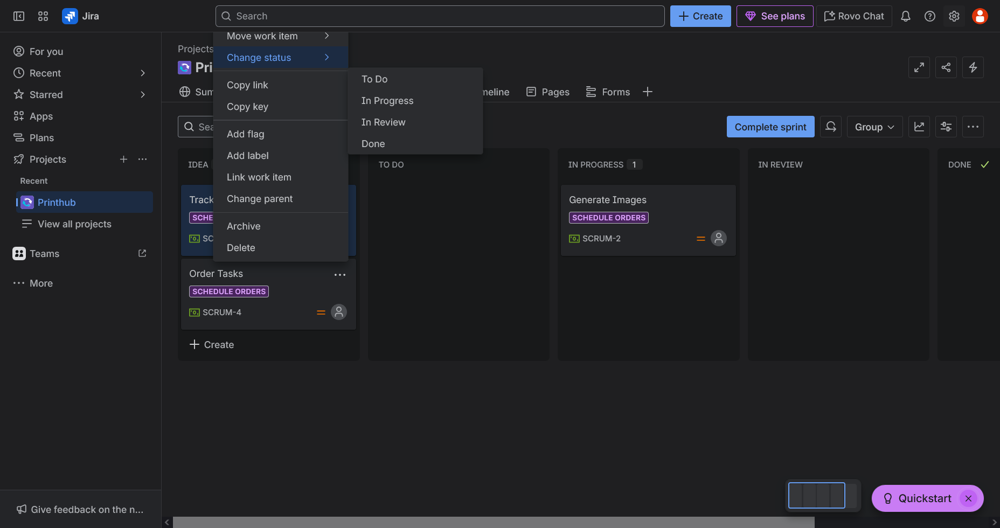 Jira
Search
Create
See plans
Rovo Chat
For you
Recent
Starred
Apps
Plans
Projects
Recent
Printhub
View all projects
Teams
More
Give feedback on the n...
Projects
Pri
Sum
meline
Pages
Forms
Sea
Complete sprint
Group
Move work item
Change status
Copy link
Copy key
Add flag
Add label
Link work item
Change parent
Archive
Delete
To Do
In Progress
In Review
Done
IDEA
Track
SCHE
SC
Order Tasks
SCHEDULE ORDERS
SCRUM-4
Create
TO DO
IN PROGRESS 1
Generate Images
SCHEDULE ORDERS
SCRUM-2
IN REVIEW
DONE
Quickstart